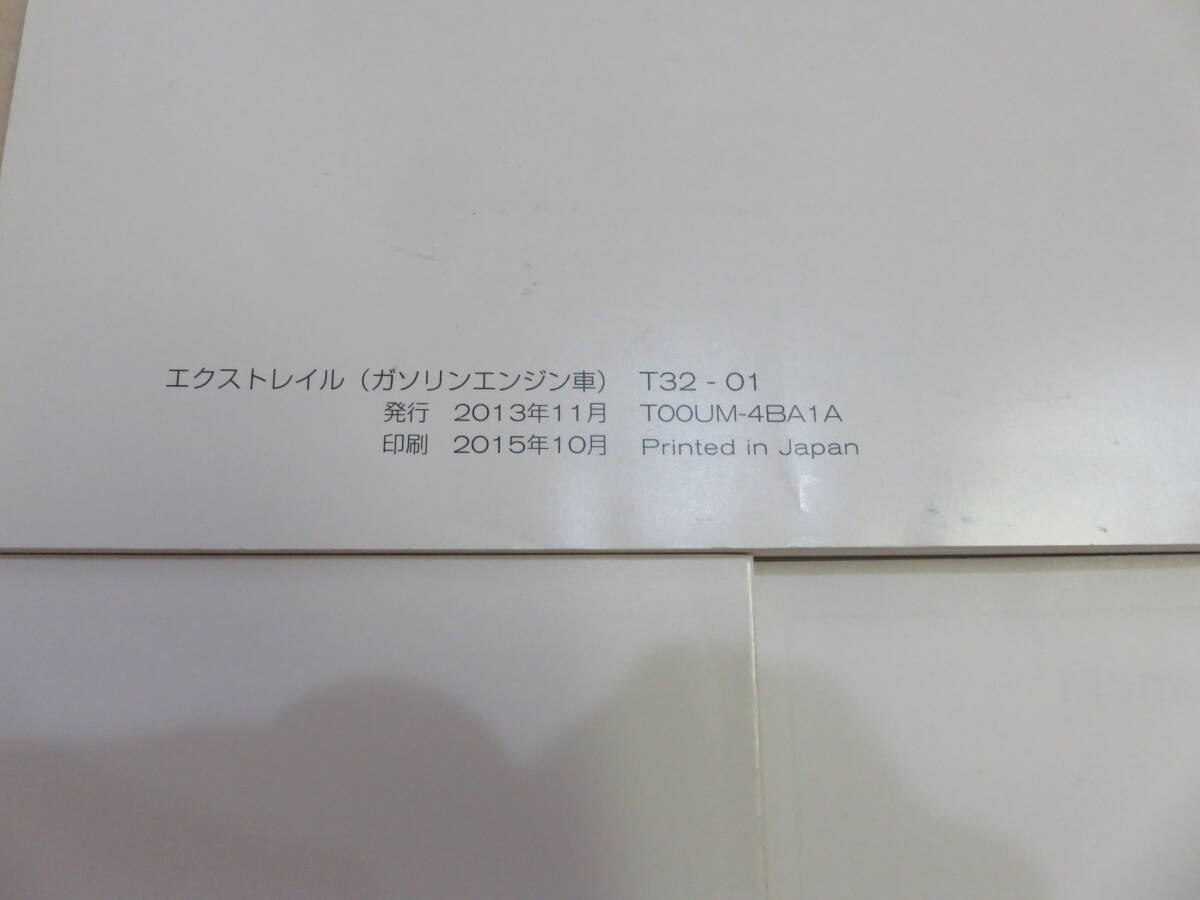 エクストレイル（ガソリンエンジン車） T32 - 01
発行 2013年11月 T00UM-4BA1A
印刷 2015年10月 Printed in Japan